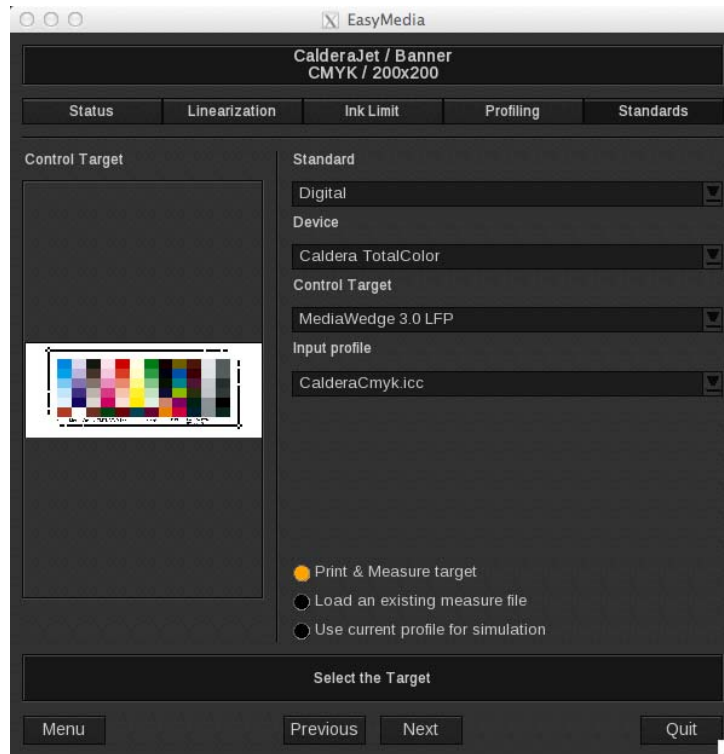 EasyMedia
CalderaJet / Banner
CMYK / 200x200
Status Linearization Ink Limit Profiling Standards
Control Target
Standard
Digital
Device
Caldera TotalColor
Control Target
MediaWedge 3.0 LFP
Input profile
CalderaCmyk.icc
Print & Measure target
Load an existing measure file
Use current profile for simulation
Select the Target
Menu Previous Next Quit